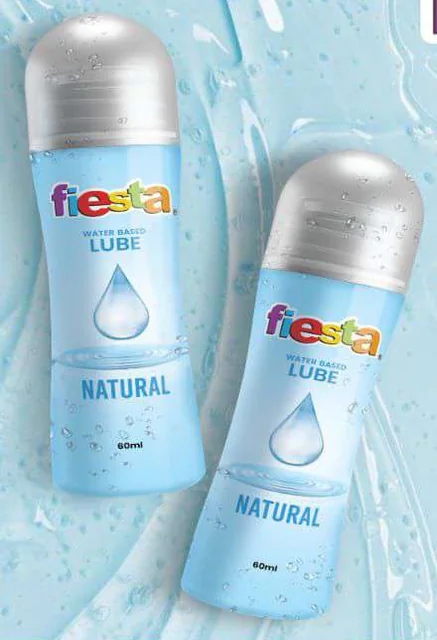 fiesta
WATER BASED
LUBE
NATURAL
60ml
fiesta
WATER BASED
LUBE
NATURAL
60ml